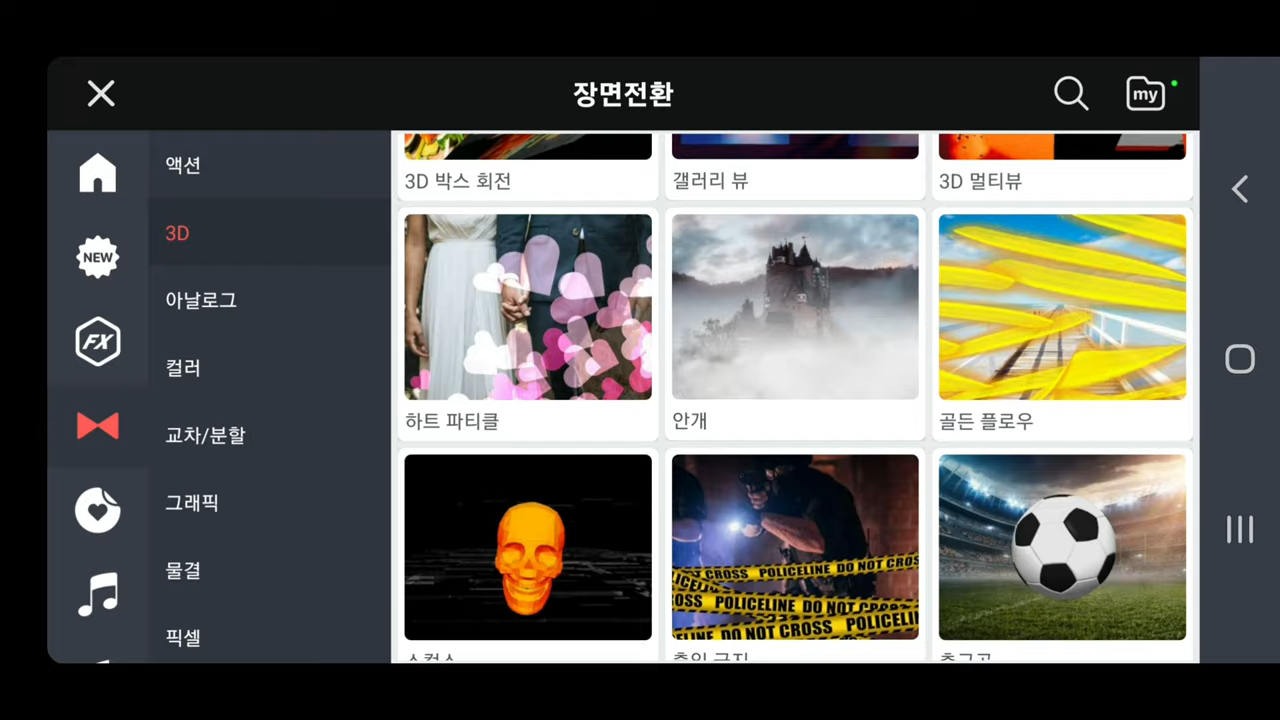 장면전환
my
액션
3D
아날로그
컬러
교차/분할
그래픽
물결
픽셀
NEW
FX
3D 박스 회전
갤러리 뷰
3D 멀티뷰
하트 파티클
안개
골든 플로우
CROSS POLICELINE DO NOT CROSS
POLICELINE DO NOT CROSS
LINE DO NOT CROSS POLICELIN